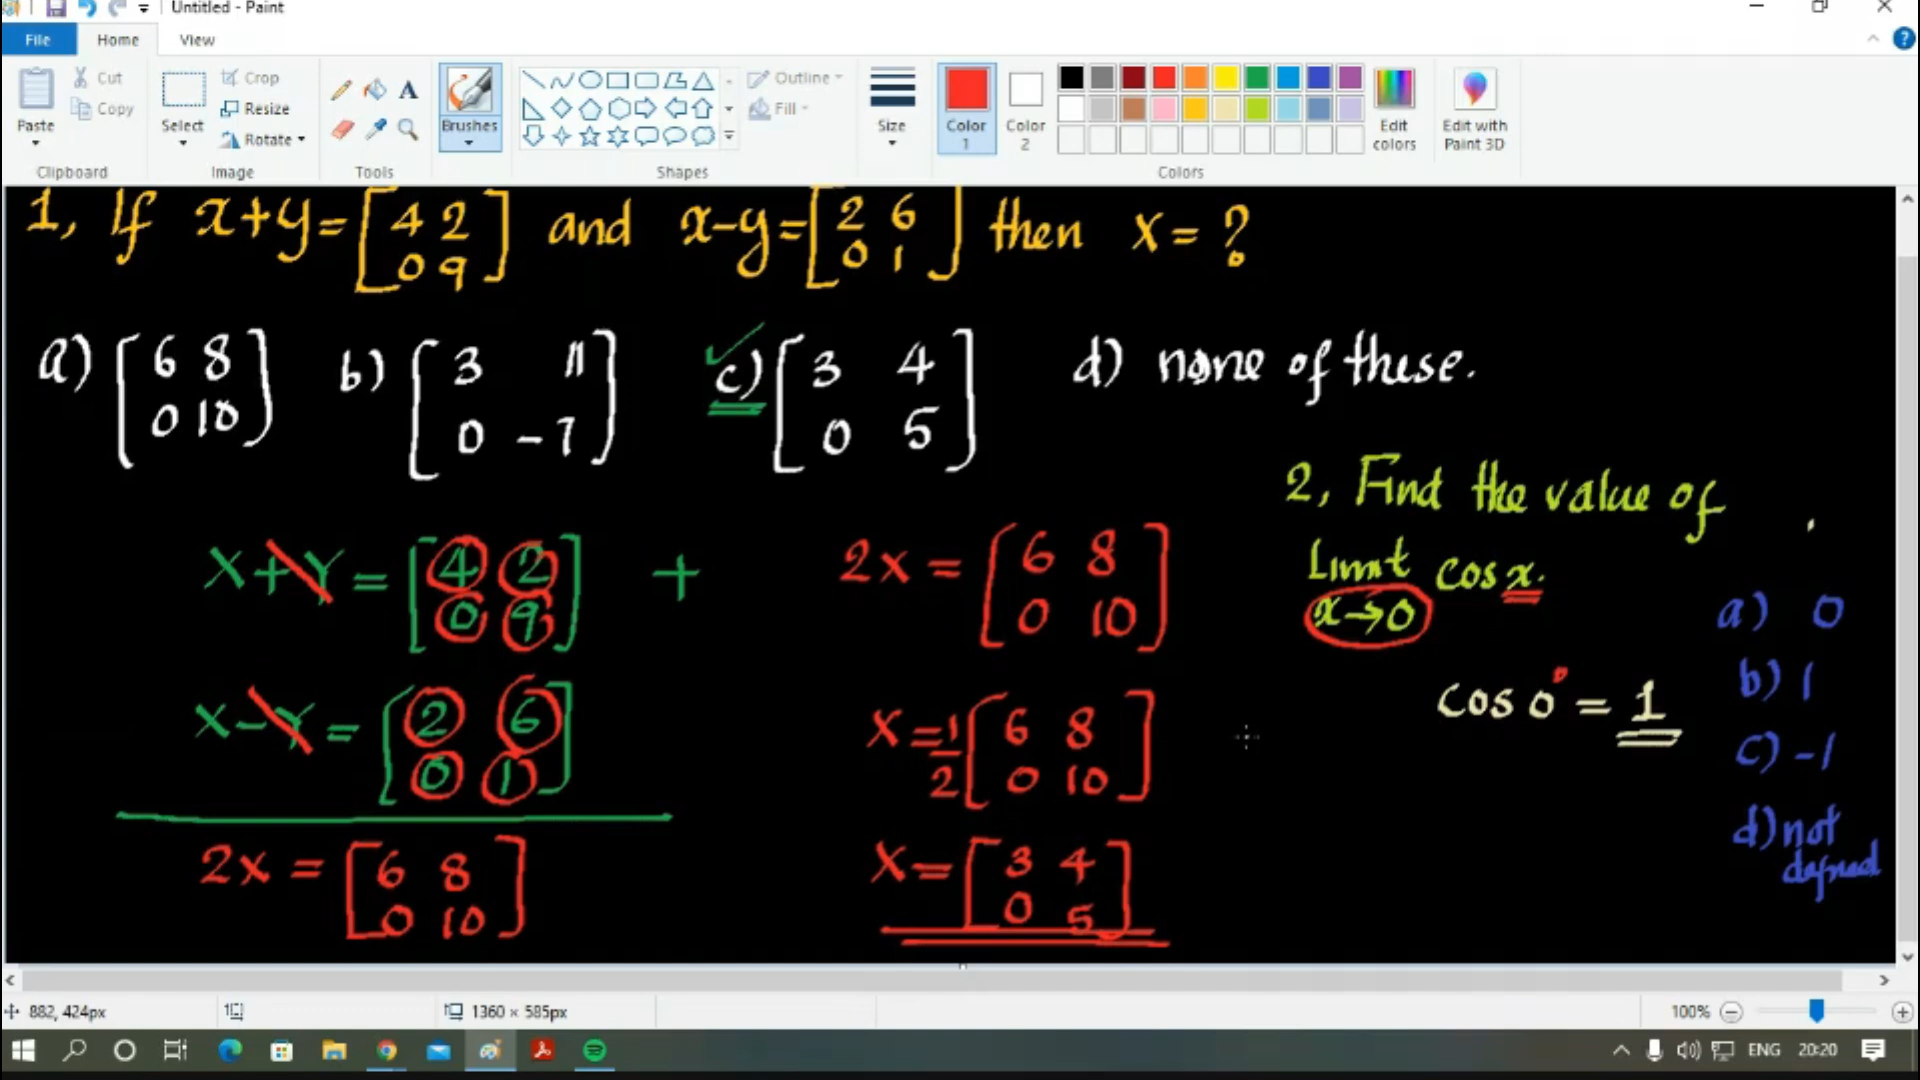 Untitled - Paint
File
Home
View
Paste
Cut
Copy
Clipboard
Select
Crop
Resize
Rotate
Image
A
Tools
Brushes
Shapes
Outline
Fill
Size
Color 1
Color 2
Edit colors
Colors
Edit with Paint 3D
1, If x+y=[4 2
0 9] and x-y=[2 6
0 1] then x = ?
a) [6 8
0 10]
b) [3 11
0 -7]
✓c) [3 4
0 5]
d) none of these.
X+Y = [4 2
0 9] +
X-Y = [2 6
0 1]
2X = [6 8
0 10]
2X = [6 8
0 10]
X = 1/2 [6 8
0 10]
X = [3 4
0 5]
2, Find the value of
Limit cos x.
x→0
cos 0° = 1
a) 0
b) 1
c) -1
d) not
defined
882, 424px
1360 × 585px
100%
ENG
20:20